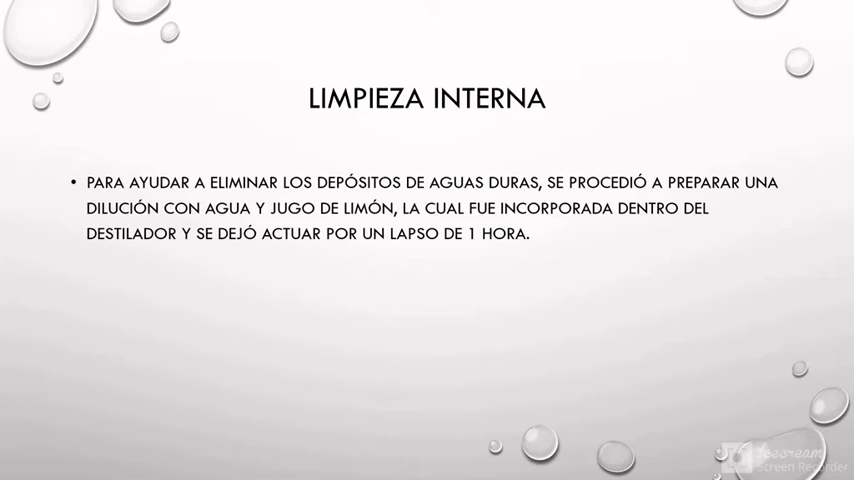 LIMPIEZA INTERNA
• PARA AYUDAR A ELIMINAR LOS DEPÓSITOS DE AGUAS DURAS, SE PROCEDIÓ A PREPARAR UNA
DILUCIÓN CON AGUA Y JUGO DE LIMÓN, LA CUAL FUE INCORPORADA DENTRO DEL
DESTILADOR Y SE DEJÓ ACTUAR POR UN LAPSO DE 1 HORA.
Icecream
Screen Recorder